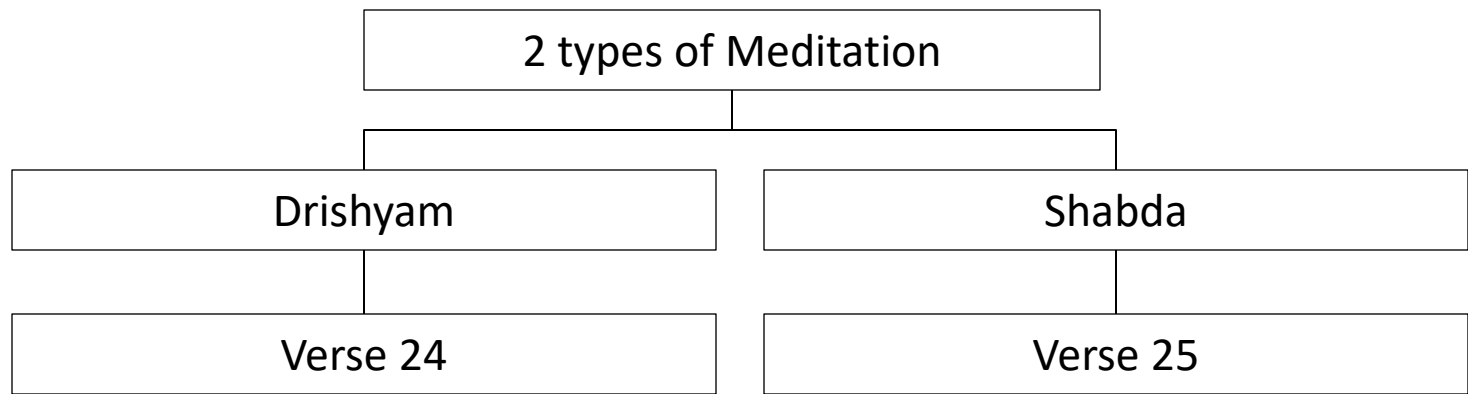 2 types of Meditation
Drishyam
Shabda
Verse 24
Verse 25